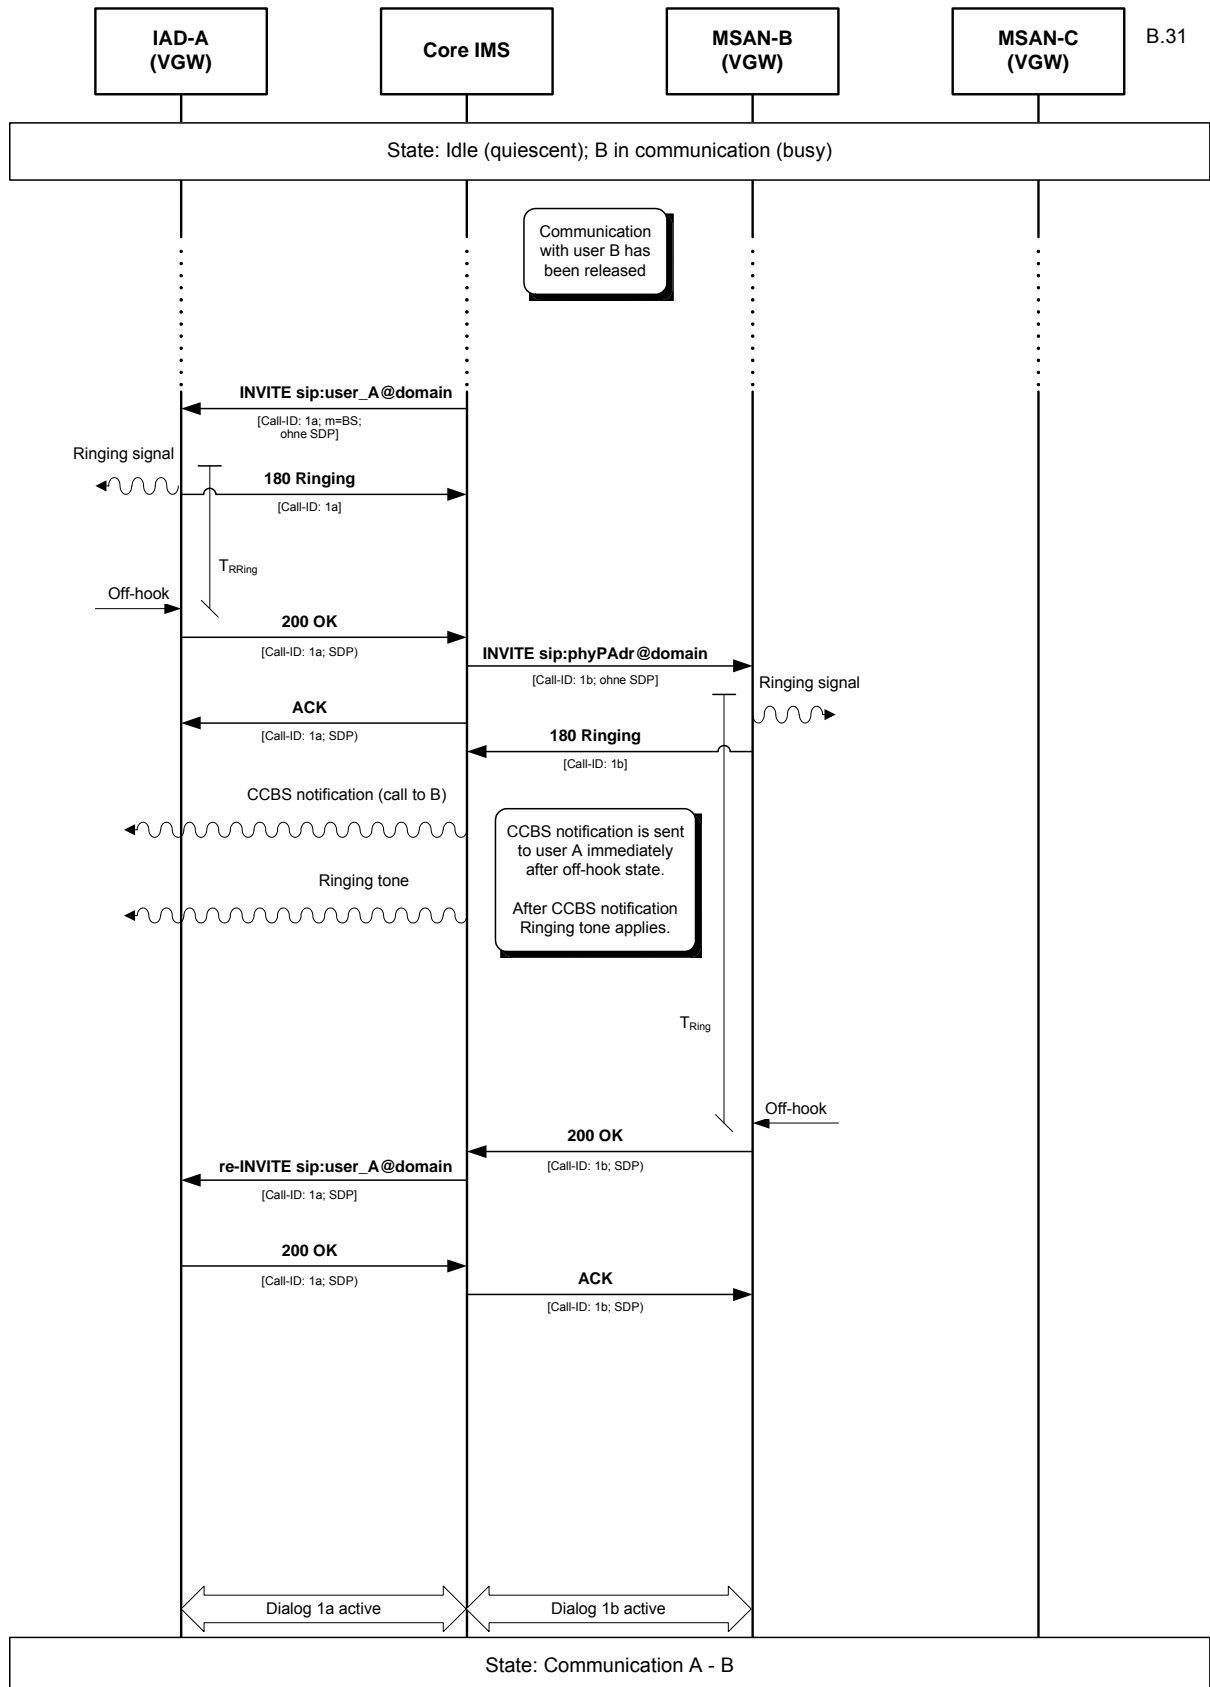 IAD-A
(VGW)
Core IMS
MSAN-B
(VGW)
MSAN-C
(VGW)
B.31
State: Idle (quiescent); B in communication (busy)
Communication
with user B has
been released
INVITE sip:user_A@domain
[Call-ID: 1a; m=BS;
ohne SDP]
Ringing signal
180 Ringing
[Call-ID: 1a]
TRRing
Off-hook
200 OK
[Call-ID: 1a; SDP)
INVITE sip:phyPAdr@domain
[Call-ID: 1b; ohne SDP]
Ringing signal
ACK
[Call-ID: 1a; SDP)
180 Ringing
[Call-ID: 1b]
CCBS notification (call to B)
CCBS notification is sent
to user A immediately
after off-hook state.
After CCBS notification
Ringing tone applies.
Ringing tone
TRing
Off-hook
200 OK
[Call-ID: 1b; SDP)
re-INVITE sip:user_A@domain
[Call-ID: 1a; SDP]
200 OK
[Call-ID: 1a; SDP)
ACK
[Call-ID: 1b; SDP)
Dialog 1a active
Dialog 1b active
State: Communication A - B